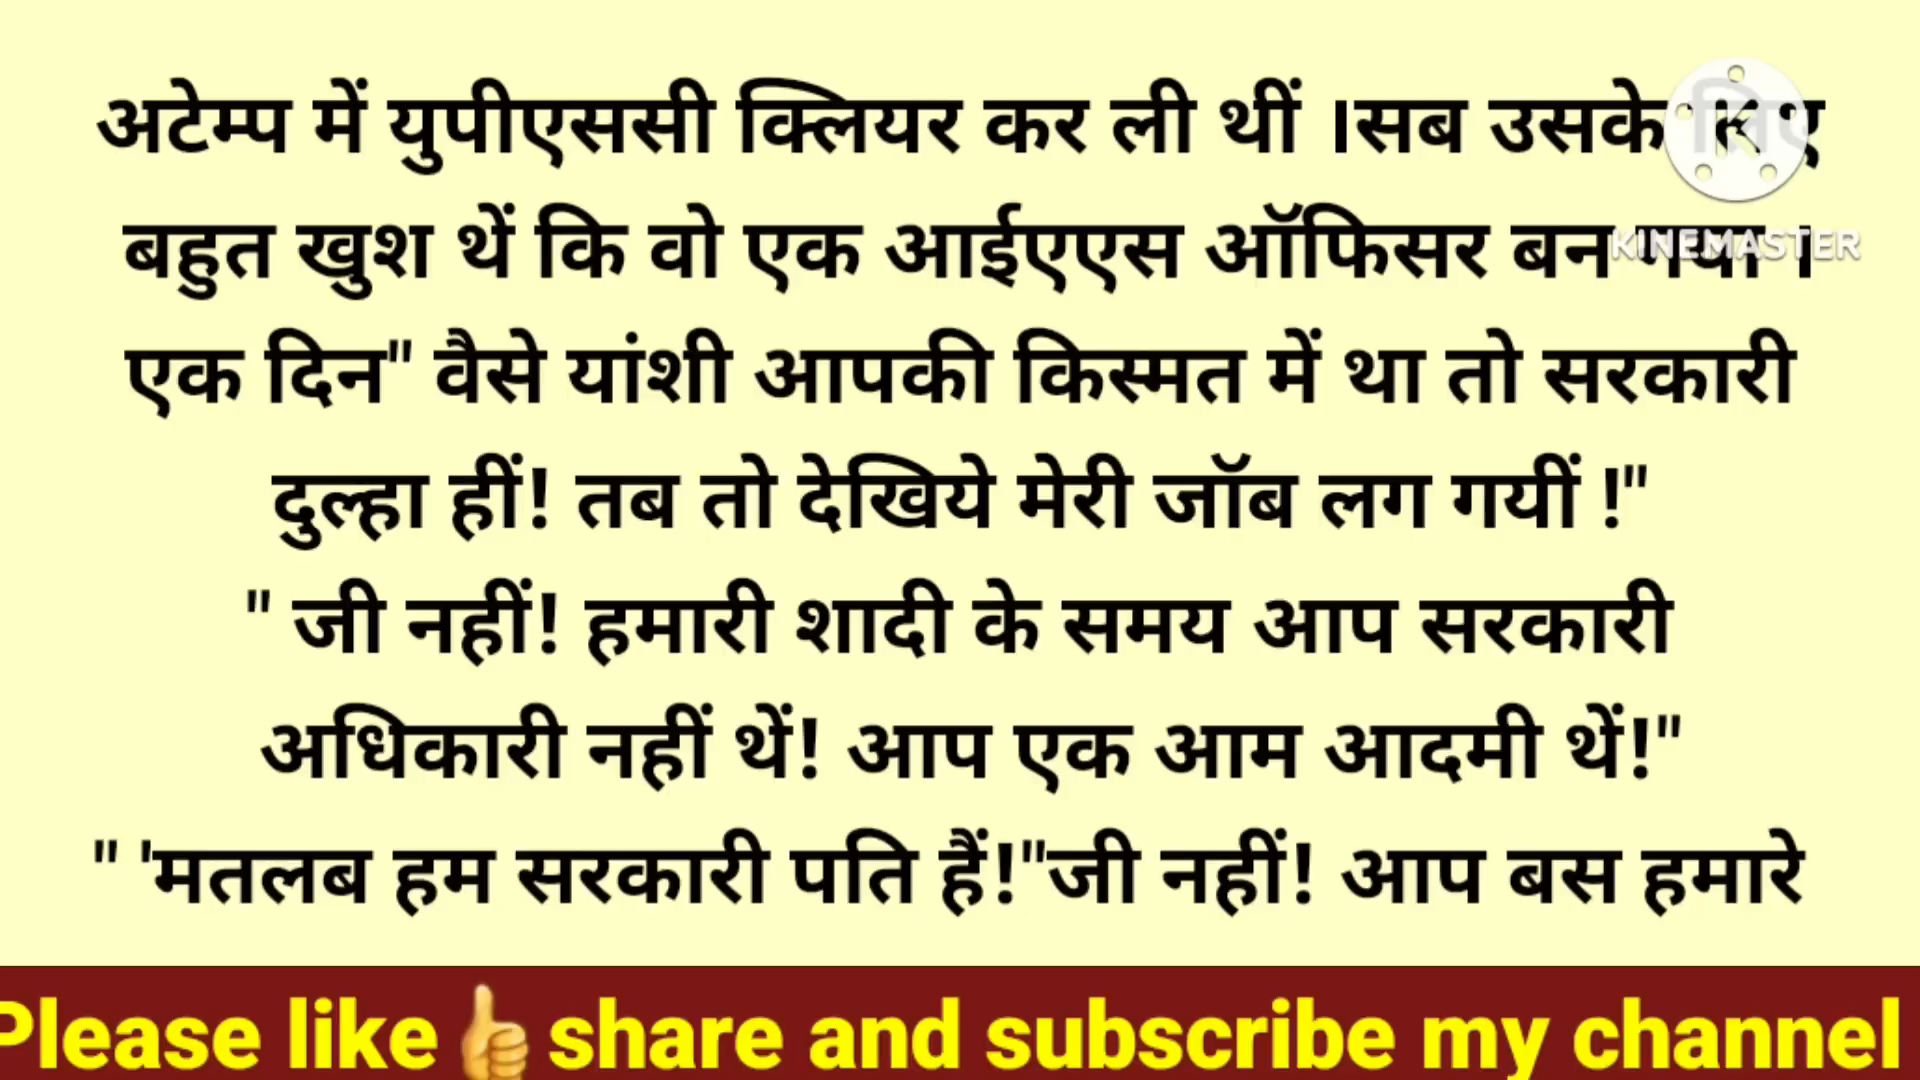 अटेम्प में युपीएससी क्लियर कर ली थीं ।सब उसके लिए
बहुत खुश थें कि वो एक आईएएस ऑफिसर बन गया ।
एक दिन" वैसे यांशी आपकी किस्मत में था तो सरकारी
दुल्हा हीं! तब तो देखिये मेरी जॉब लग गयीं !"
" जी नहीं! हमारी शादी के समय आप सरकारी
अधिकारी नहीं थें! आप एक आम आदमी थें!"
" 'मतलब हम सरकारी पति हैं!"जी नहीं! आप बस हमारे
KINEMASTER
Please like👍share and subscribe my channel